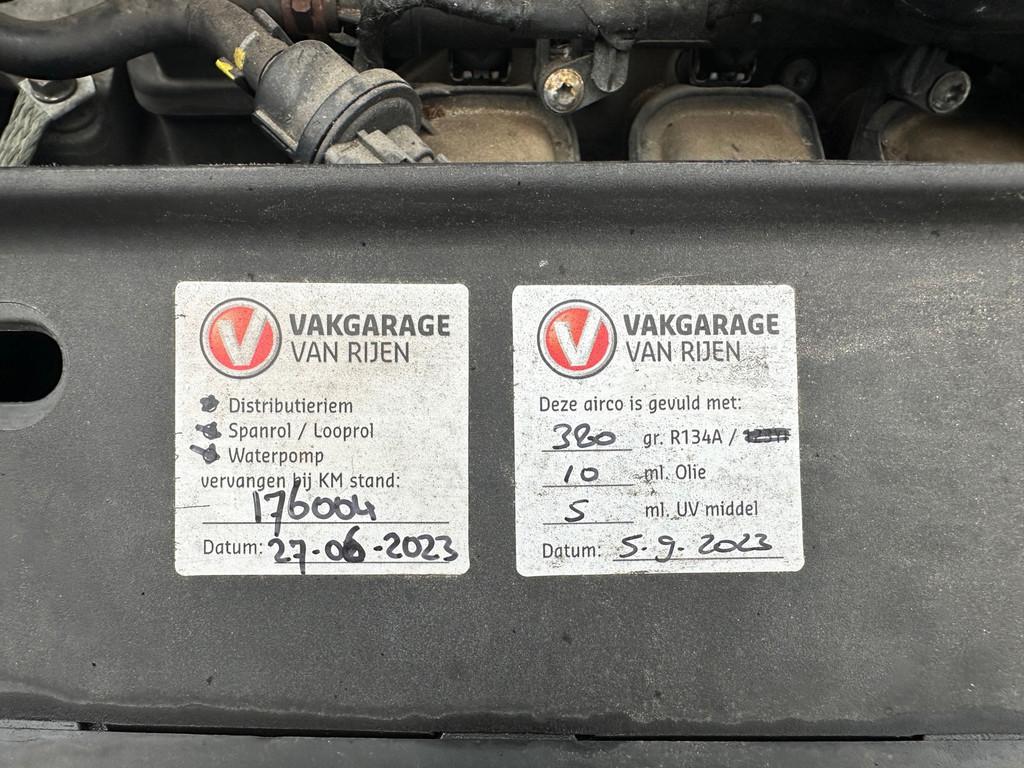 VAKGARAGE
VAN RIJEN
Distributieriem
Spanrol / Looprol
Waterpomp
vervangen bij KM stand:
176004
Datum: 27-06-2023
VAKGARAGE
VAN RIJEN
Deze airco is gevuld met:
380 gr. R134A /
10 ml. Olie
5 ml. UV middel
Datum: 5-9-2023